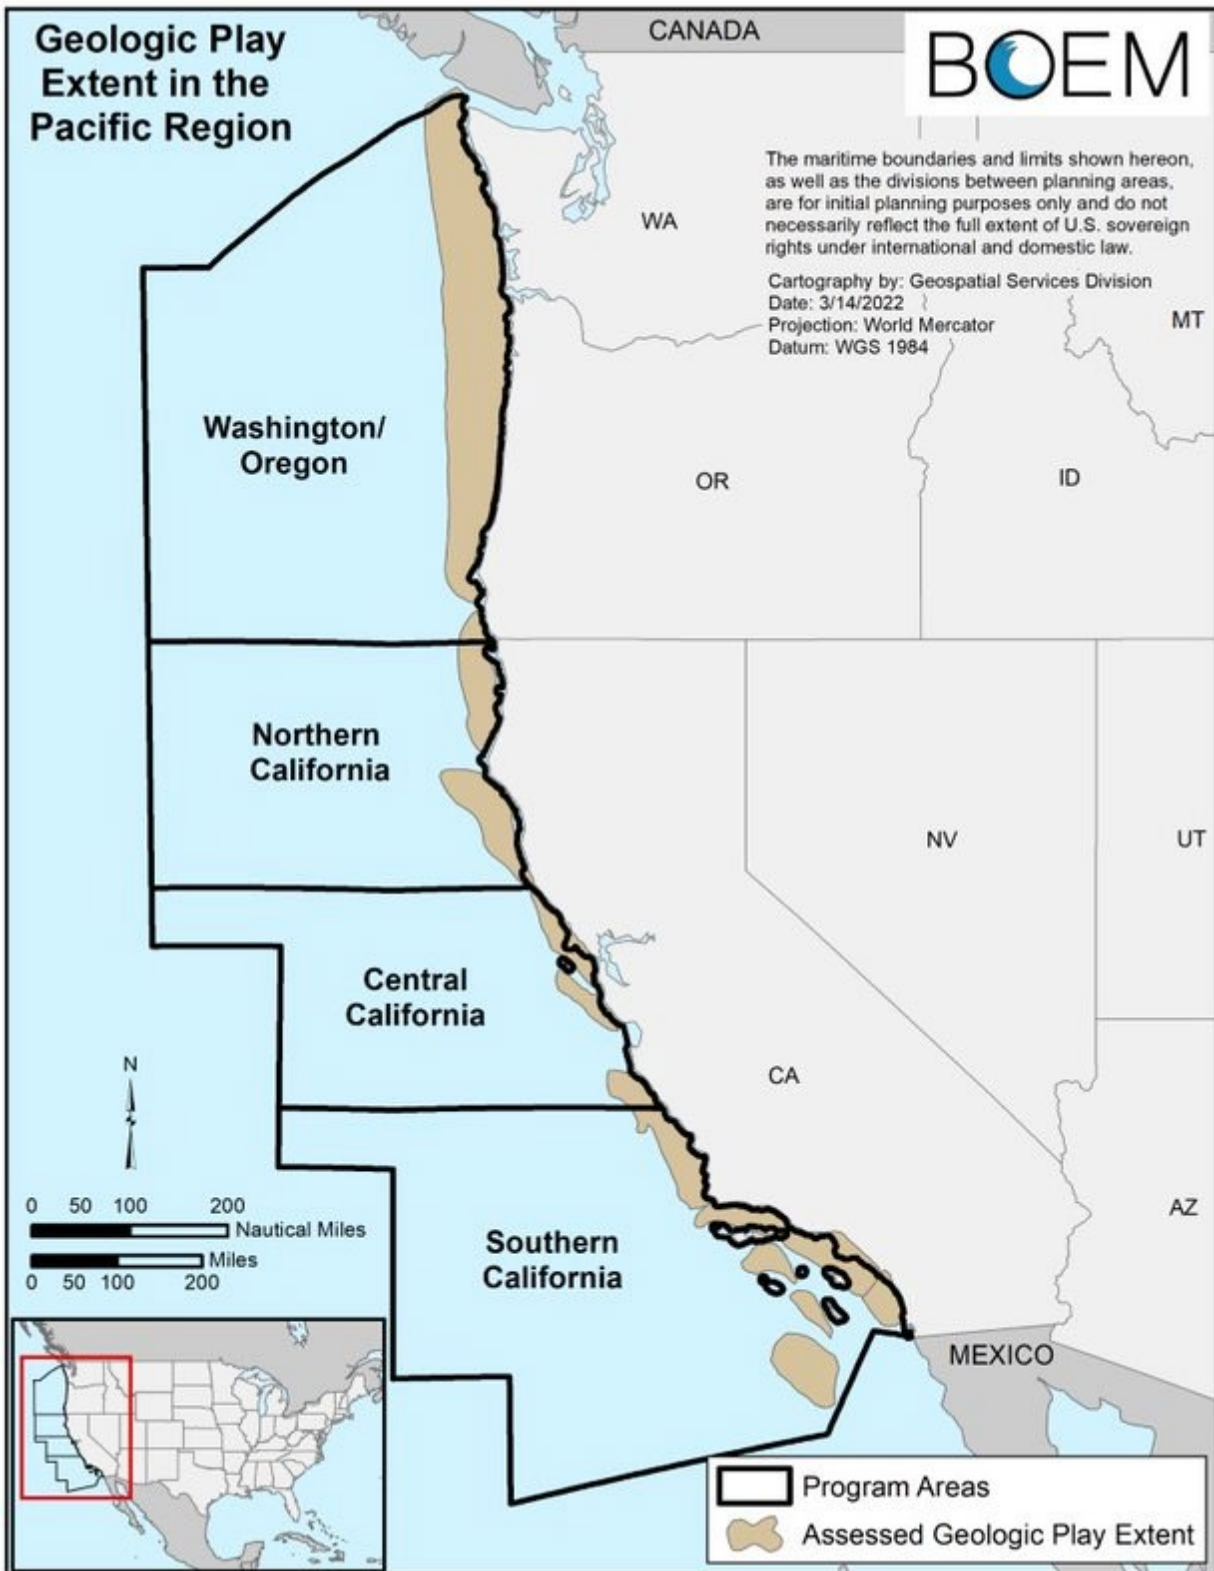 Geologic Play
Extent in the
Pacific Region
CANADA
BOEM
The maritime boundaries and limits shown hereon,
as well as the divisions between planning areas,
are for initial planning purposes only and do not
necessarily reflect the full extent of U.S. sovereign
rights under international and domestic law.
Cartography by: Geospatial Services Division
Date: 3/14/2022
Projection: World Mercator
Datum: WGS 1984
WA
MT
Washington/
Oregon
OR
ID
Northern
California
NV
UT
Central
California
CA
N
AZ
0 50 100 200
Nautical Miles
Miles
0 50 100 200
Southern
California
MEXICO
Program Areas
Assessed Geologic Play Extent